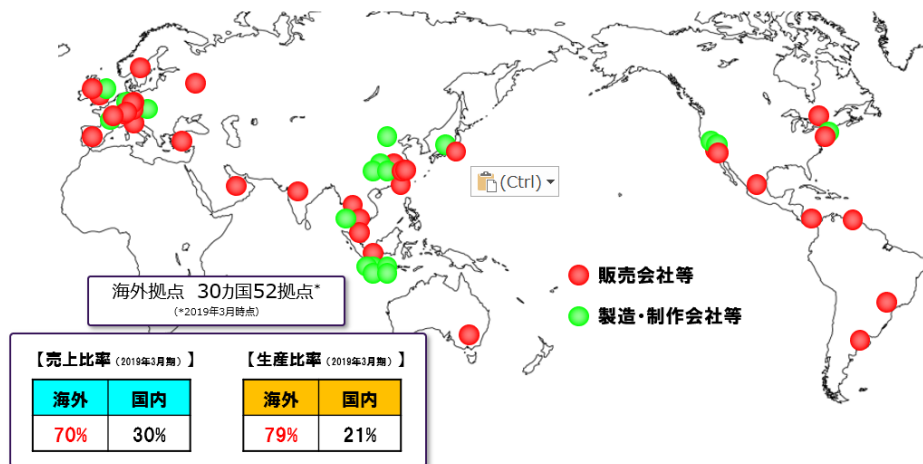 (Ctrl)
販売会社等
製造・制作会社等
海外拠点 30カ国52拠点*
(*2019年3月時点)
【売上比率(2019年3月期)】
海外 国内
70% 30%
【生産比率(2019年3月期)】
海外 国内
79% 21%